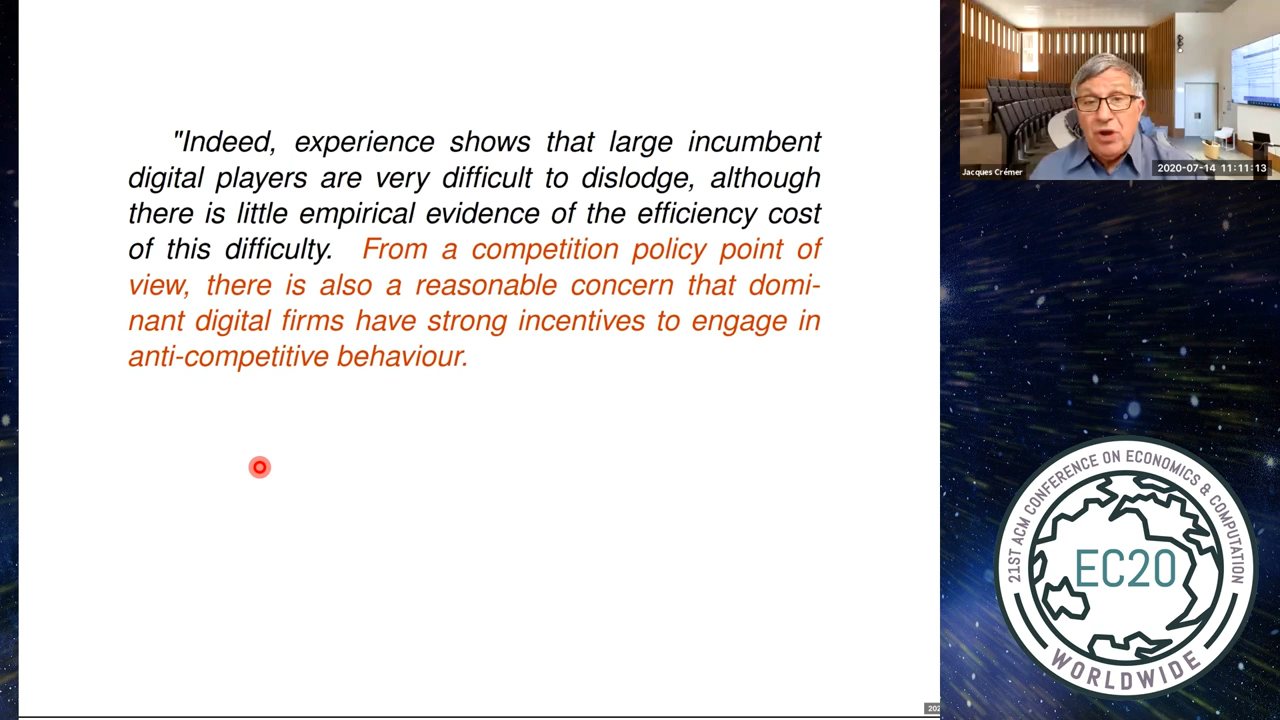 "Indeed, experience shows that large incumbent
digital players are very difficult to dislodge, although
there is little empirical evidence of the efficiency cost
of this difficulty. From a competition policy point of
view, there is also a reasonable concern that domi-
nant digital firms have strong incentives to engage in
anti-competitive behaviour.
Jacques Crémer
2020-07-14 11:11:13
21ST ACM CONFERENCE ON ECONOMICS & COMPUTATION
EC20
WORLDWIDE